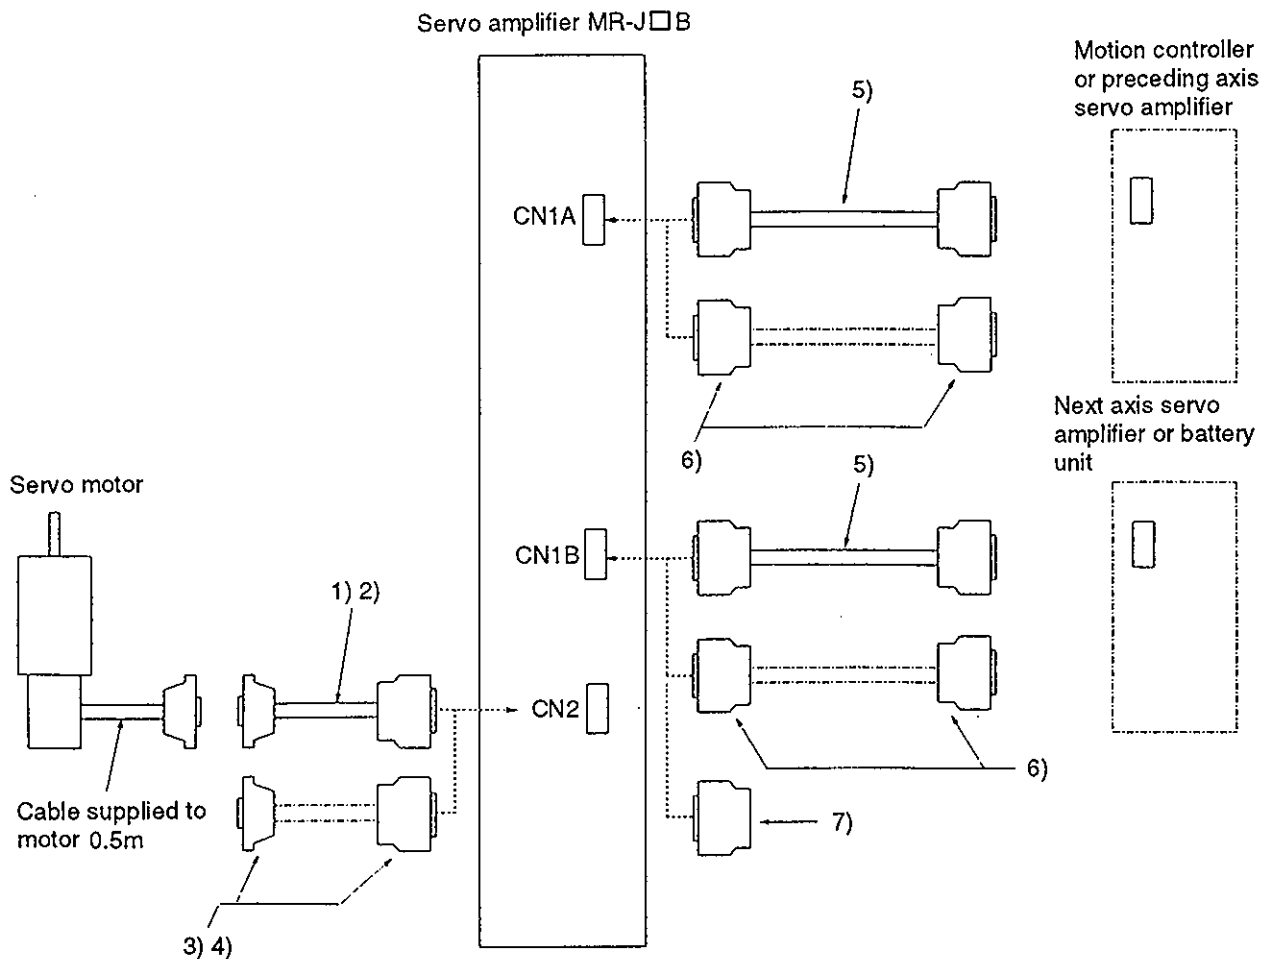 Servo amplifier MR-J□B
Motion controller
or preceding axis
servo amplifier
5)
CN1A
6)
Next axis servo
amplifier or battery
unit
5)
Servo motor
CN1B
1) 2)
CN2
6)
Cable supplied to
motor 0.5m
7)
3) 4)